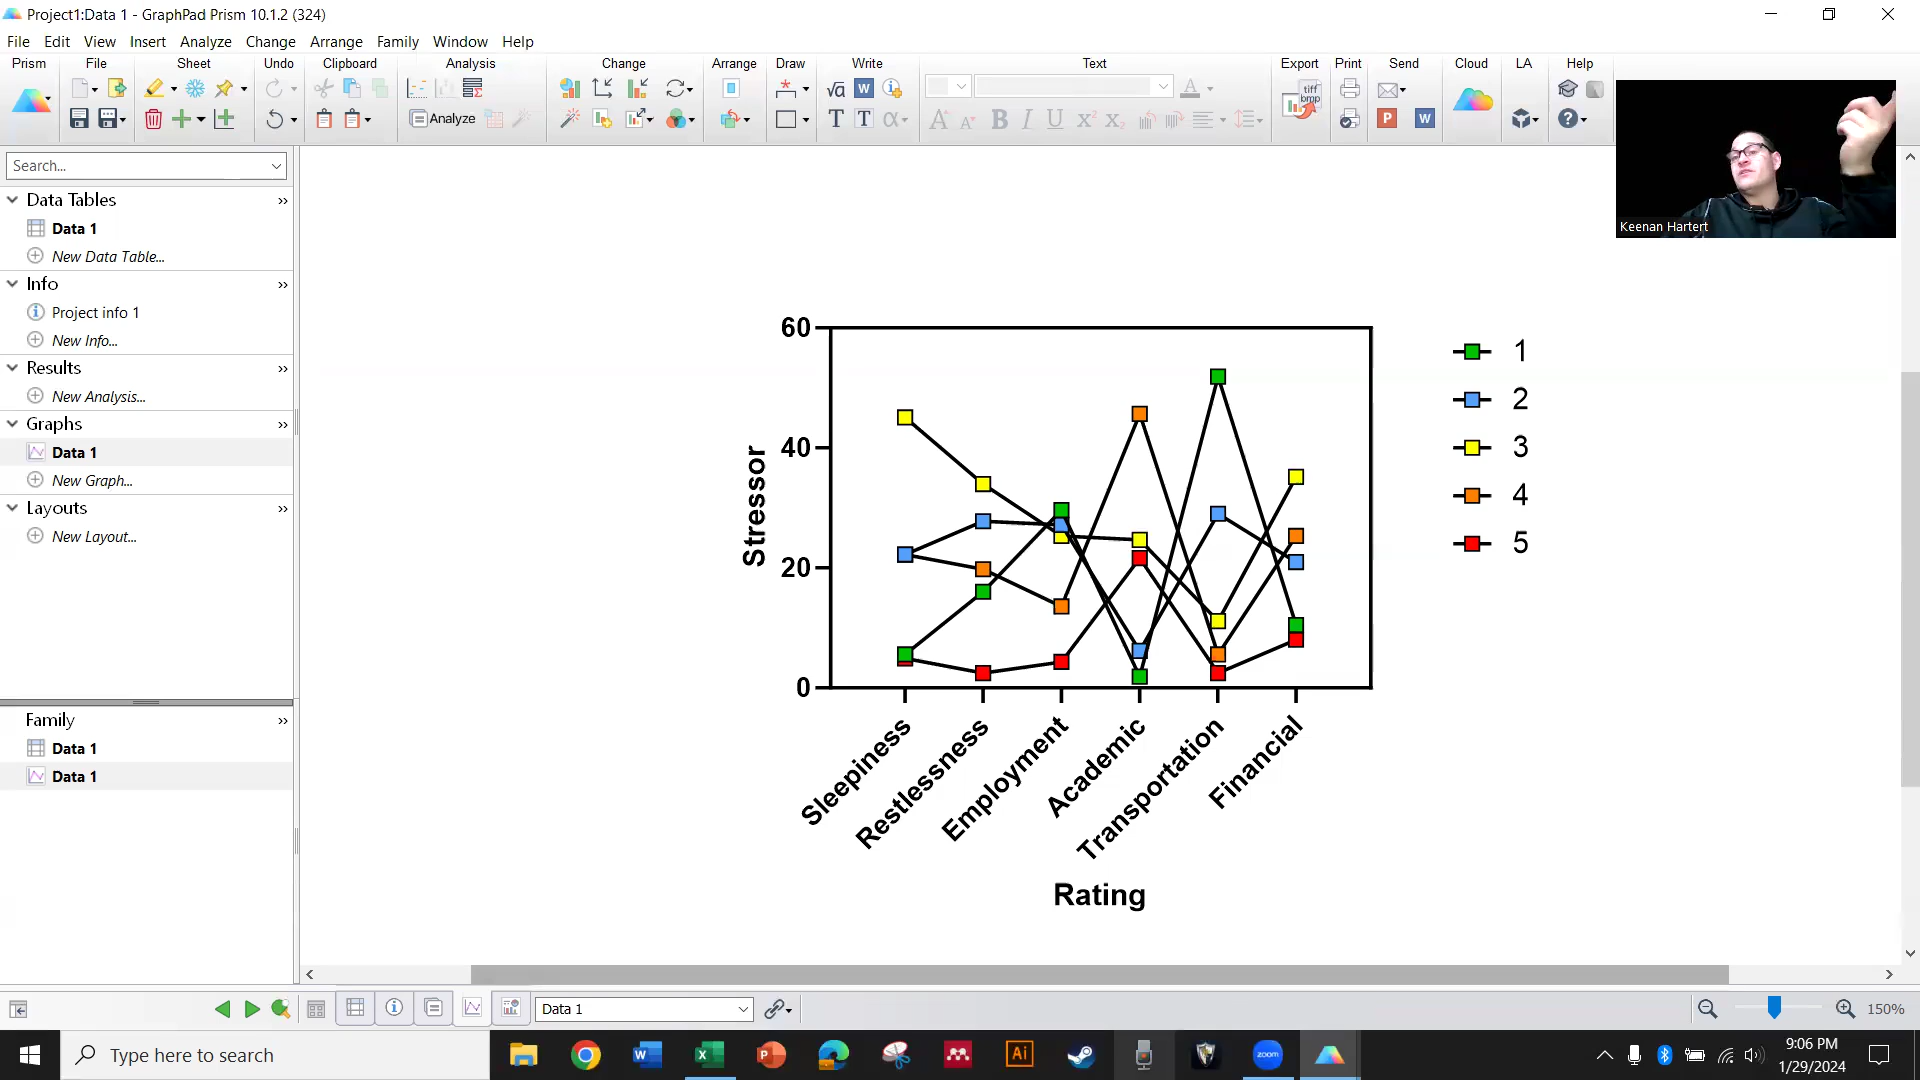 Project1:Data 1 - GraphPad Prism 10.1.2 (324)
File Edit View Insert Analyze Change Arrange Family Window Help
Prism File Sheet Undo Clipboard Analysis Change Arrange Draw Write Text Export Print Send Cloud LA Help
Analyze
tiff
bmp
Search...
Data Tables
Data 1
New Data Table...
Info
Project info 1
New Info...
Results
New Analysis...
Graphs
Data 1
New Graph...
Layouts
New Layout...
Family
Data 1
Data 1
Keenan Hartert
60
40
20
0
Stressor
Sleepiness
Restlessness
Employment
Academic
Transportation
Financial
Rating
1
2
3
4
5
Data 1
150%
Type here to search
zoom
9:06 PM
1/29/2024